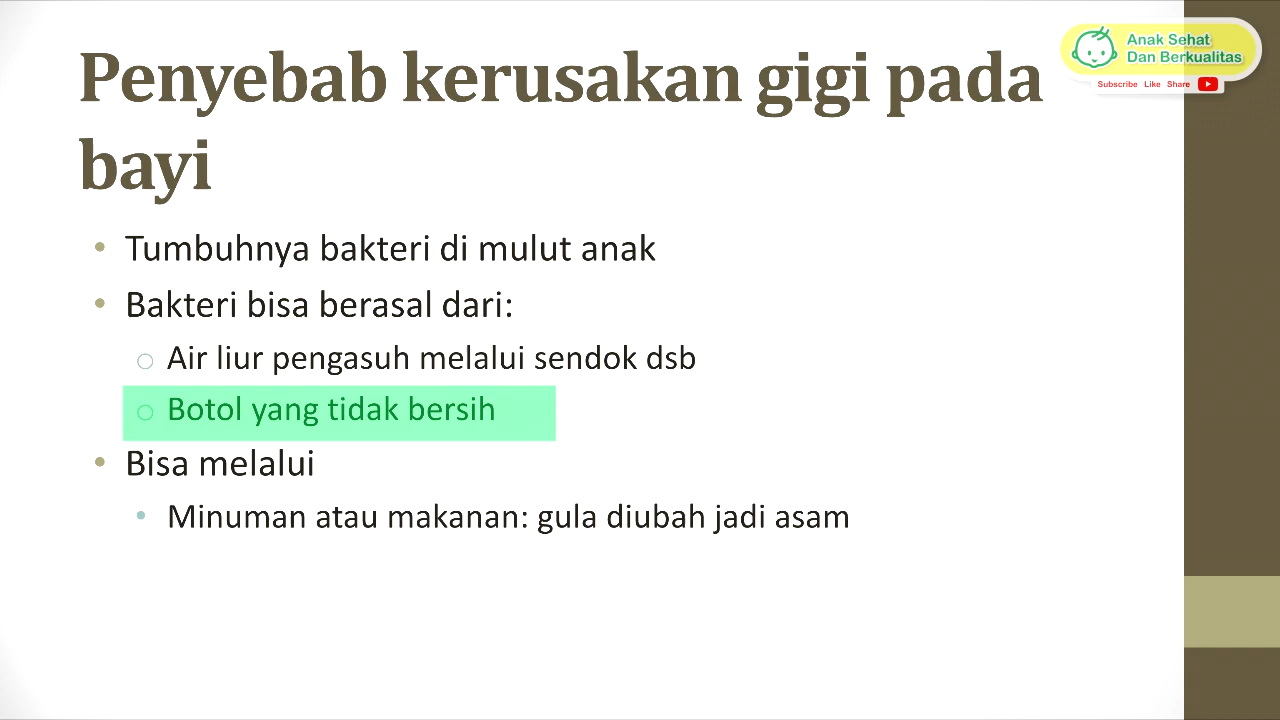 Penyebab kerusakan gigi pada
bayi
Anak Sehat
Dan Berkualitas
Subscribe Like Share
• Tumbuhnya bakteri di mulut anak
• Bakteri bisa berasal dari:
○ Air liur pengasuh melalui sendok dsb
○ Botol yang tidak bersih
• Bisa melalui
• Minuman atau makanan: gula diubah jadi asam